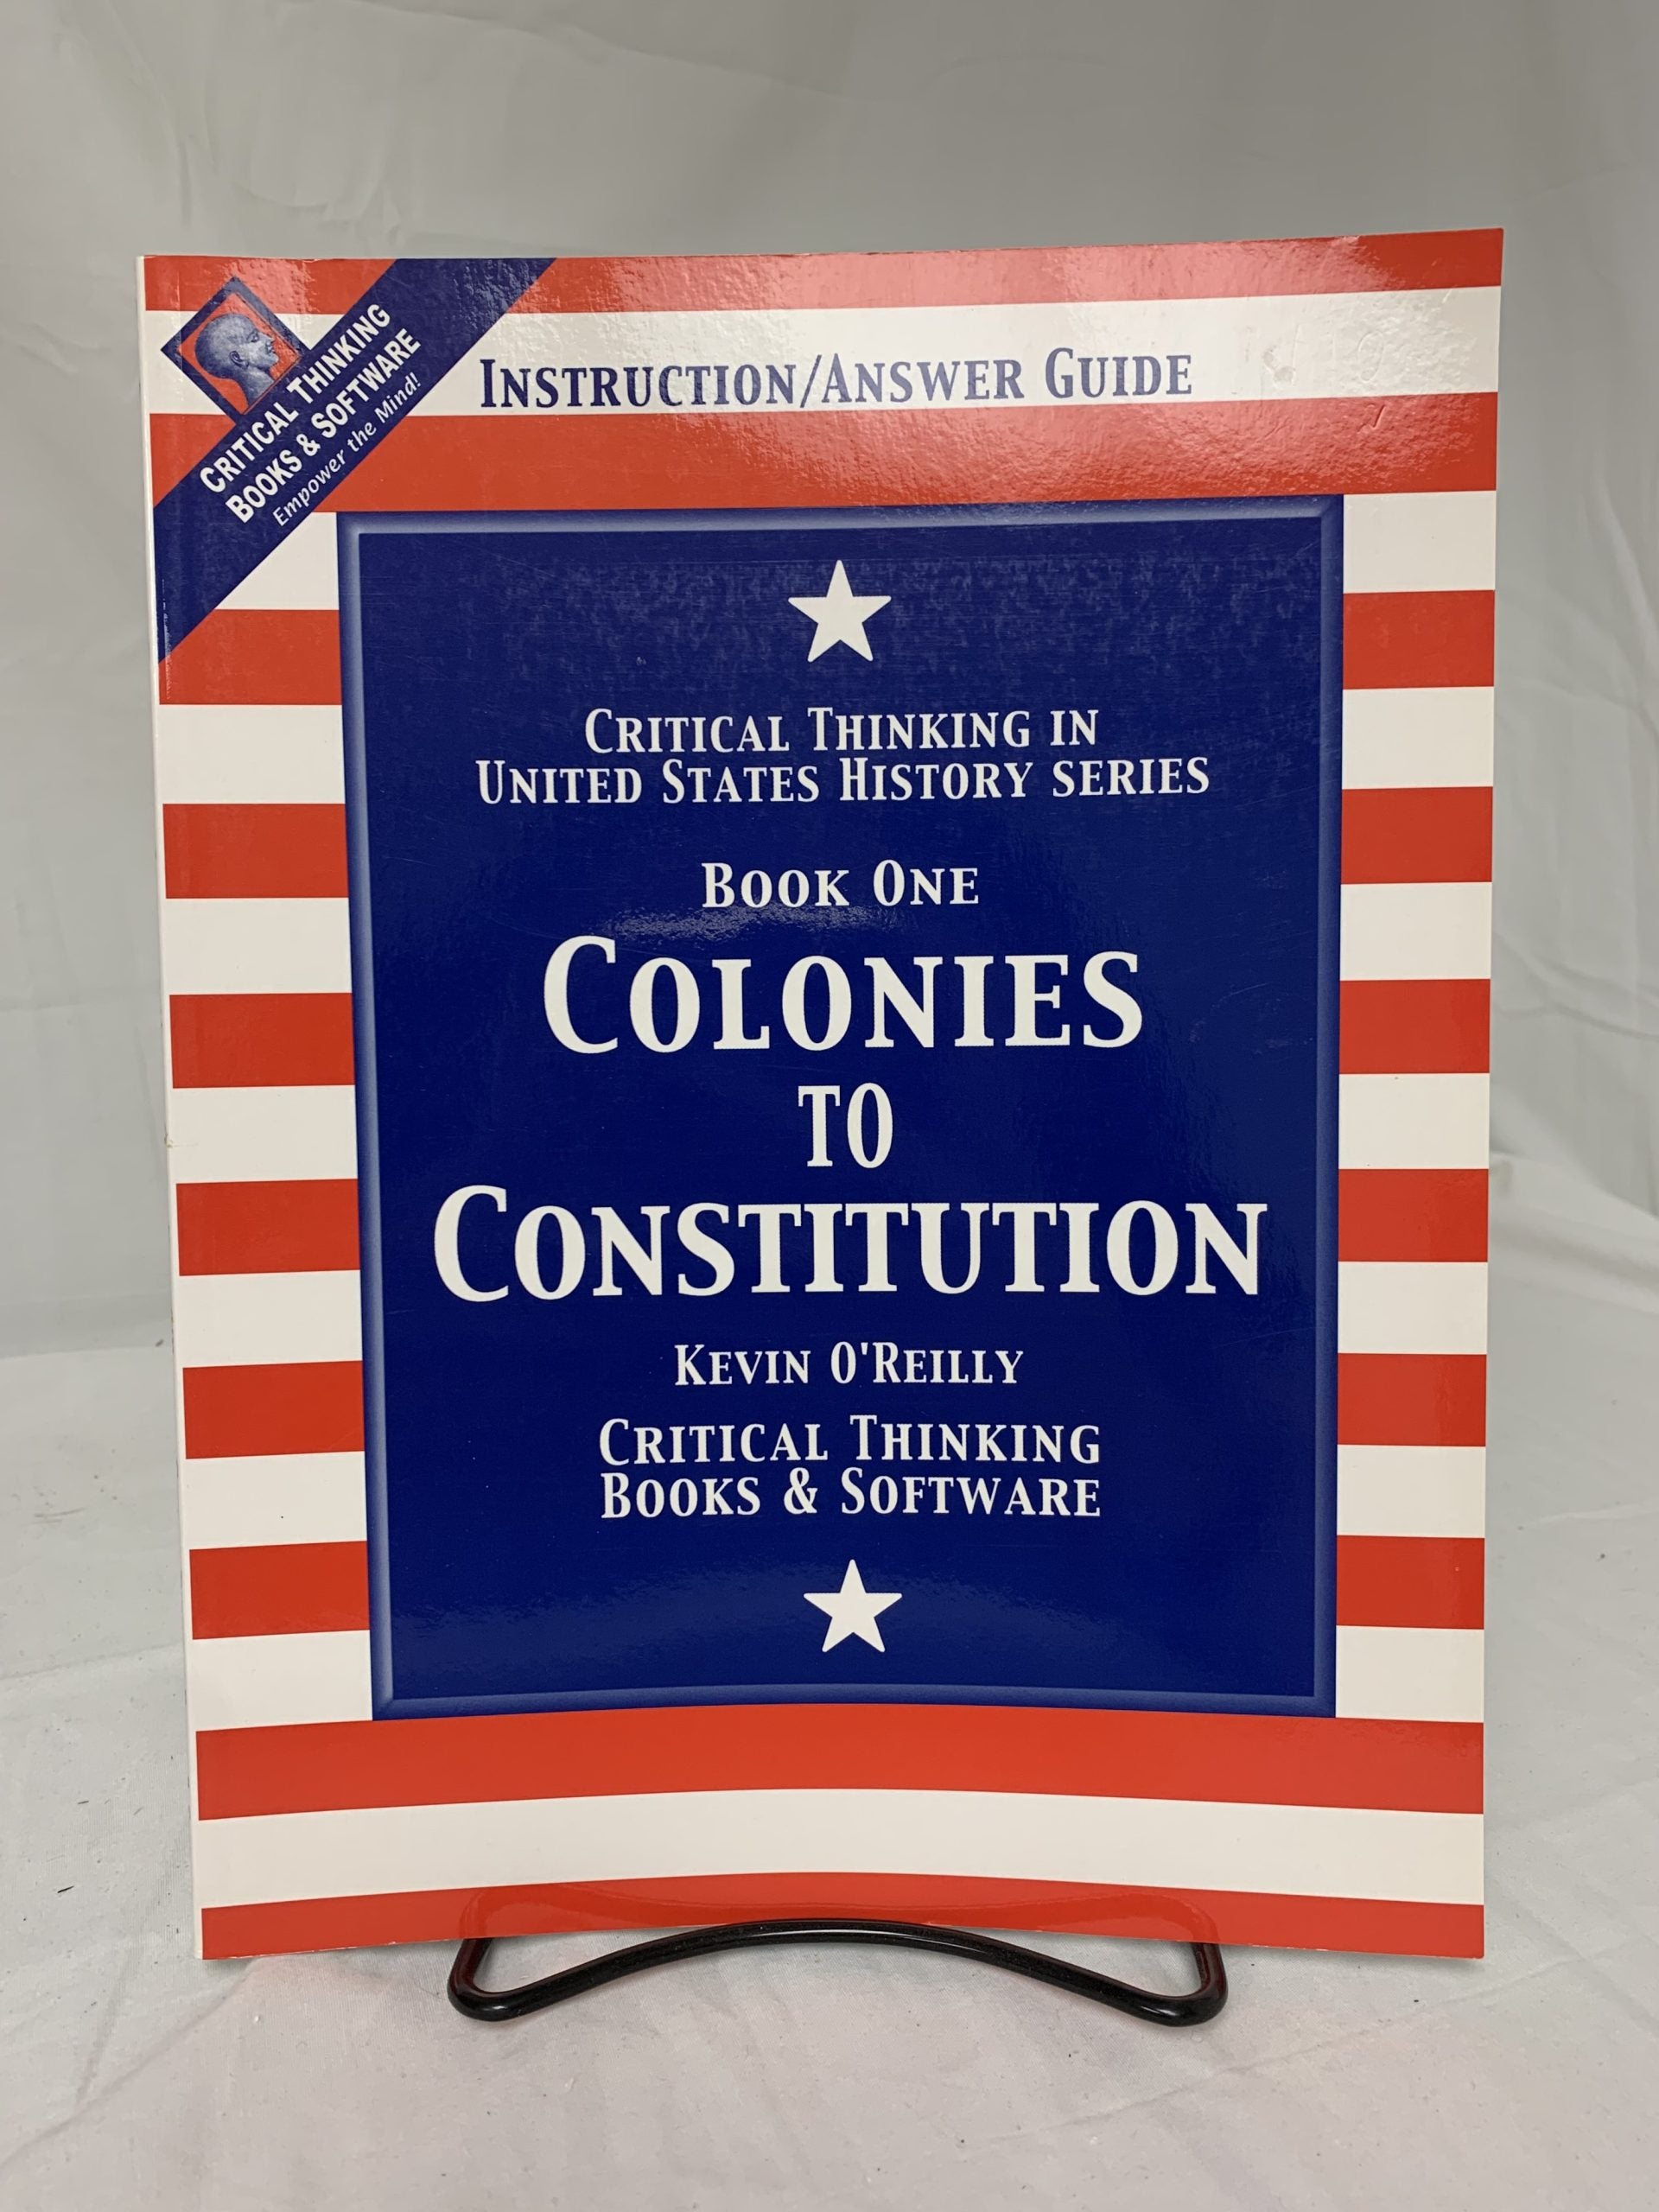 CRITICAL THINKING
BOOKS & SOFTWARE
Empower the Mind!
INSTRUCTION/ANSWER GUIDE
CRITICAL THINKING IN
UNITED STATES HISTORY SERIES
BOOK ONE
COLONIES
TO
CONSTITUTION
KEVIN O'REILLY
CRITICAL THINKING
BOOKS & SOFTWARE